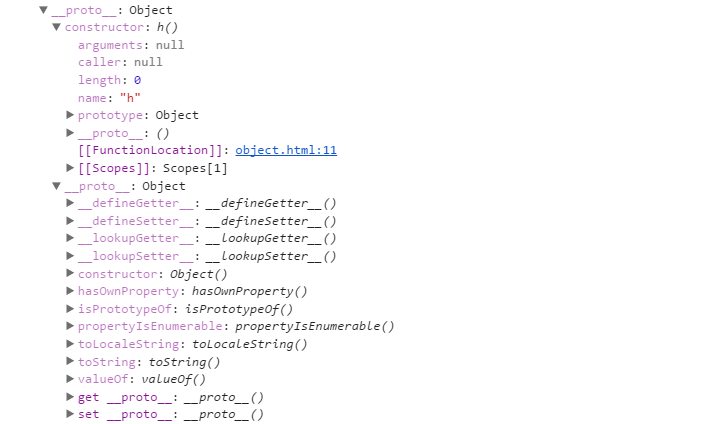 __proto__: Object
constructor: h()
arguments: null
caller: null
length: 0
name: "h"
prototype: Object
__proto__: ()
[[FunctionLocation]]: object.html:11
[[Scopes]]: Scopes[1]
__proto__: Object
__defineGetter__: __defineGetter__()
__defineSetter__: __defineSetter__()
__lookupGetter__: __lookupGetter__()
__lookupSetter__: __lookupSetter__()
constructor: Object()
hasOwnProperty: hasOwnProperty()
isPrototypeOf: isPrototypeOf()
propertyIsEnumerable: propertyIsEnumerable()
toLocaleString: toLocaleString()
toString: toString()
valueOf: valueOf()
get __proto__: __proto__()
set __proto__: __proto__()